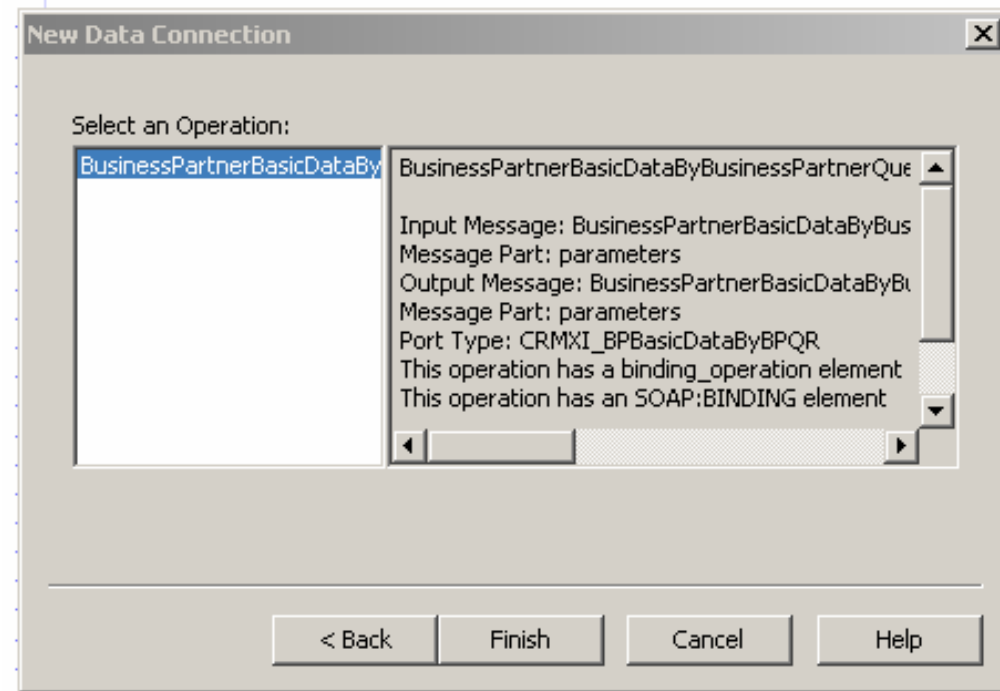 New Data Connection
Select an Operation:
BusinessPartnerBasicDataBy
BusinessPartnerBasicDataByBusinessPartnerQue
Input Message: BusinessPartnerBasicDataByBus
Message Part: parameters
Output Message: BusinessPartnerBasicDataByBu
Message Part: parameters
Port Type: CRMXI_BPBasicDataByBPQR
This operation has a binding_operation element
This operation has an SOAP:BINDING element
< Back Finish Cancel Help